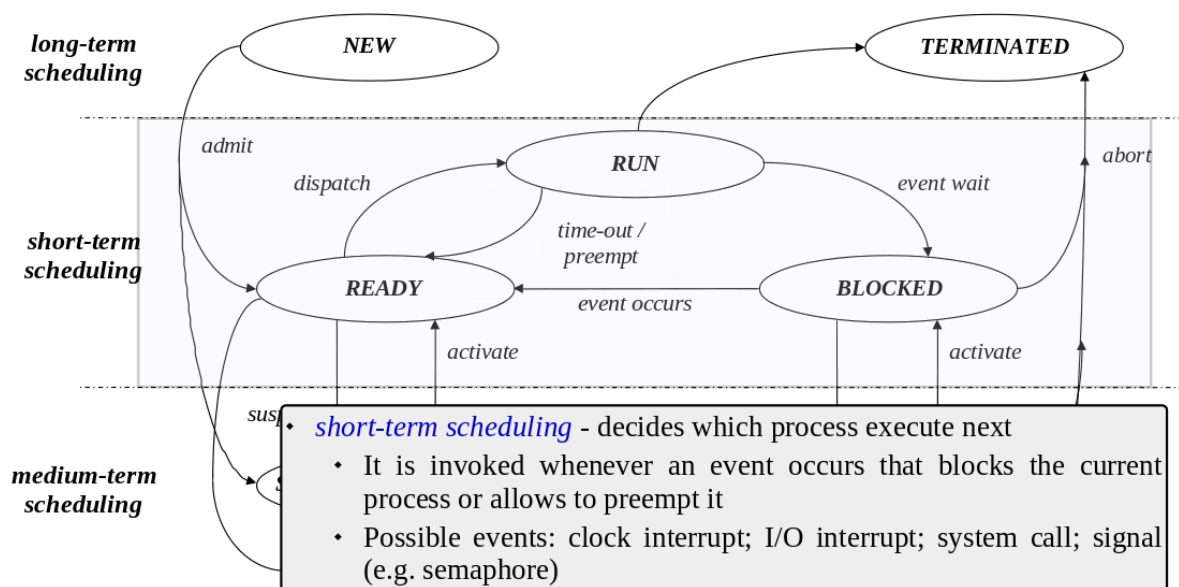 long-term
scheduling
NEW
TERMINATED
admit
RUN
abort
dispatch
event wait
short-term
scheduling
time-out /
preempt
READY
BLOCKED
event occurs
activate
activate
medium-term
scheduling
• short-term scheduling - decides which process execute next
• It is invoked whenever an event occurs that blocks the current
process or allows to preempt it
• Possible events: clock interrupt; I/O interrupt; system call; signal
(e.g. semaphore)